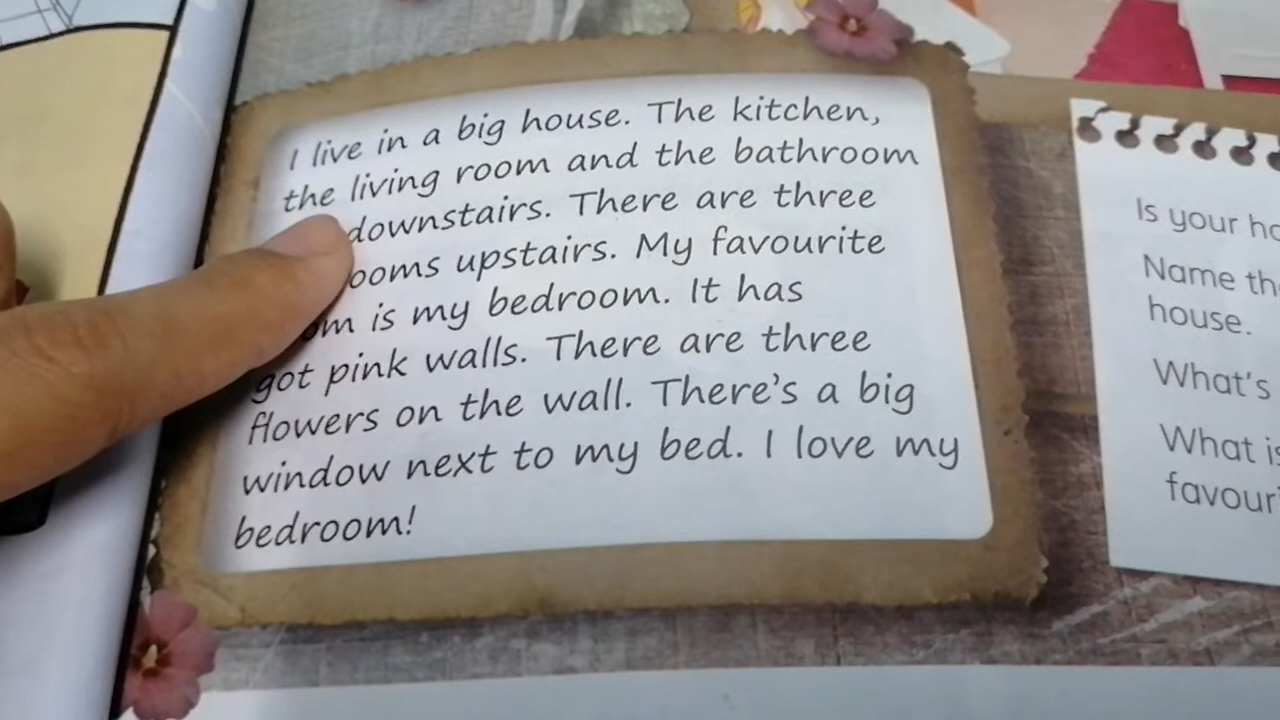 I live in a big house. The kitchen,
the living room and the bathroom
downstairs. There are three
ooms upstairs. My favourite
om is my bedroom. It has
got pink walls. There are three
flowers on the wall. There's a big
window next to my bed. I love my
bedroom!
Is your
Name
house.
What's
What